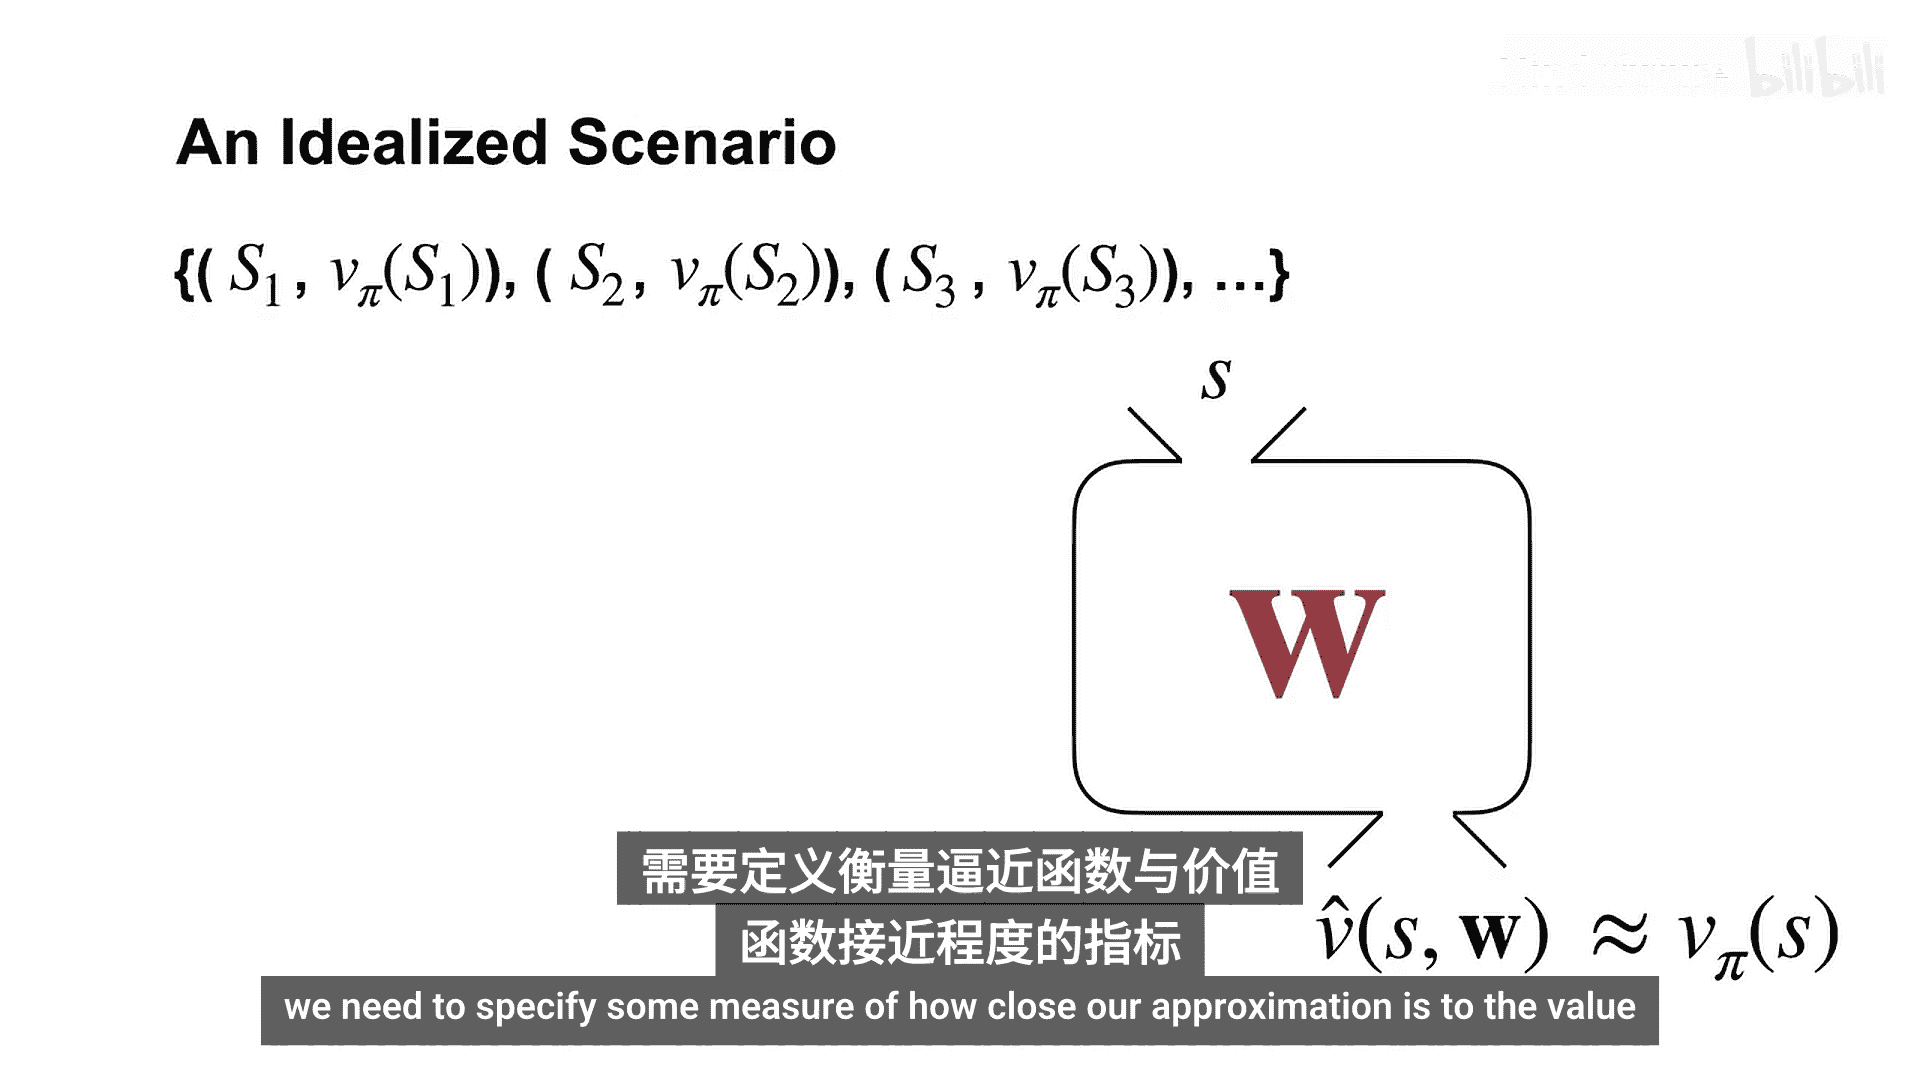 bilibili
An Idealized Scenario
{( S₁ , v_π(S₁)), ( S₂ , v_π(S₂)), ( S₃ , v_π(S₃)), ...}
s
W
v̂(s, w) ≈ v_π(s)
需要定义衡量逼近函数与价值
函数接近程度的指标
we need to specify some measure of how close our approximation is to the value